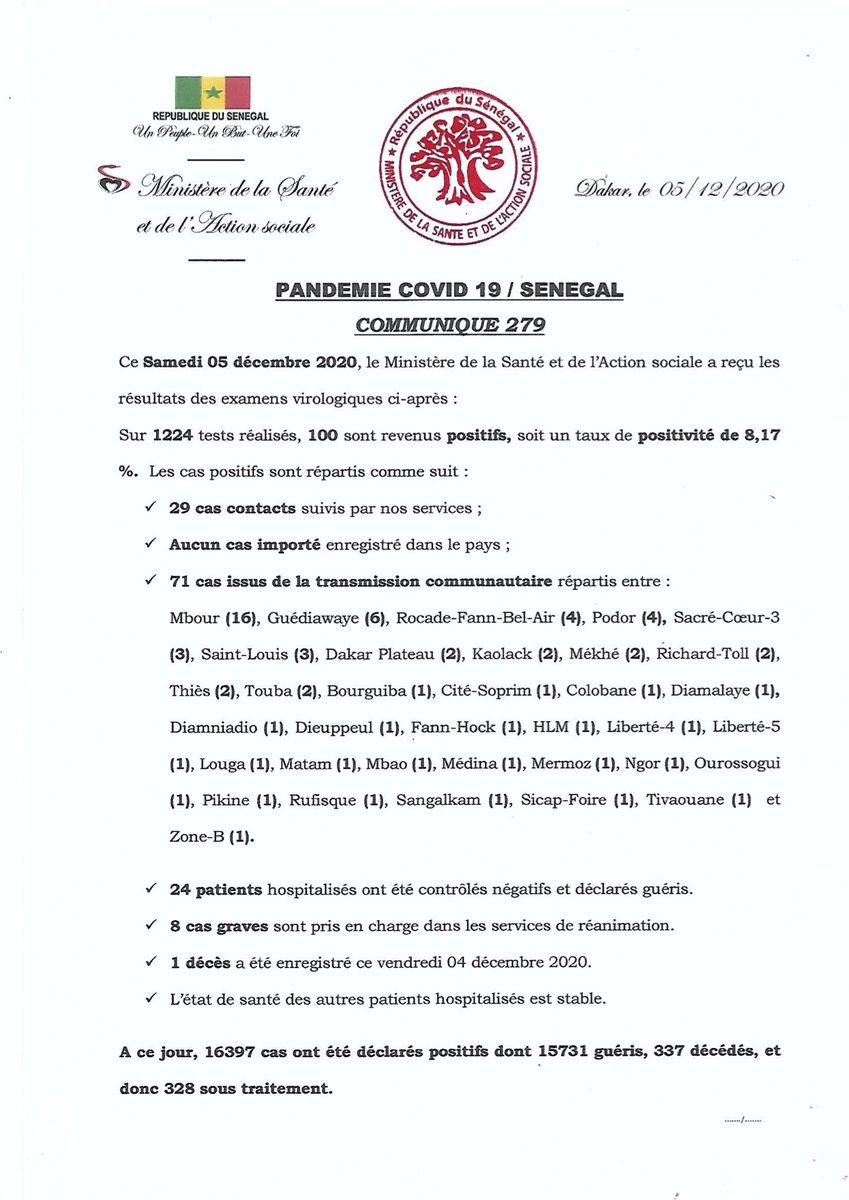 REPUBLIQUE DU SENEGAL
Un Peuple-Un But-Une Foi
Ministère de la Santé
et de l'Action sociale
★ République du Sénégal ★
MINISTÈRE DE LA SANTE ET DE L'ACTION SOCIALE
Dakar, le 05/12/2020
PANDEMIE COVID 19 / SENEGAL
COMMUNIQUE 279
Ce Samedi 05 décembre 2020, le Ministère de la Santé et de l'Action sociale a reçu les
résultats des examens virologiques ci-après :
Sur 1224 tests réalisés, 100 sont revenus positifs, soit un taux de positivité de 8,17
%. Les cas positifs sont répartis comme suit :
✓ 29 cas contacts suivis par nos services ;
✓ Aucun cas importé enregistré dans le pays ;
✓ 71 cas issus de la transmission communautaire répartis entre :
Mbour (16), Guédiawaye (6), Rocade-Fann-Bel-Air (4), Podor (4), Sacré-Cœur-3
(3), Saint-Louis (3), Dakar Plateau (2), Kaolack (2), Mékhé (2), Richard-Toll (2),
Thiès (2), Touba (2), Bourguiba (1), Cité-Soprim (1), Colobane (1), Diamalaye (1),
Diamniadio (1), Dieuppeul (1), Fann-Hock (1), HLM (1), Liberté-4 (1), Liberté-5
(1), Louga (1), Matam (1), Mbao (1), Médina (1), Mermoz (1), Ngor (1), Ourossogui
(1), Pikine (1), Rufisque (1), Sangalkam (1), Sicap-Foire (1), Tivaouane (1) et
Zone-B (1).
✓ 24 patients hospitalisés ont été contrôlés négatifs et déclarés guéris.
✓ 8 cas graves sont pris en charge dans les services de réanimation.
✓ 1 décès a été enregistré ce vendredi 04 décembre 2020.
✓ L'état de santé des autres patients hospitalisés est stable.
A ce jour, 16397 cas ont été déclarés positifs dont 15731 guéris, 337 décédés, et
donc 328 sous traitement.
......./.......